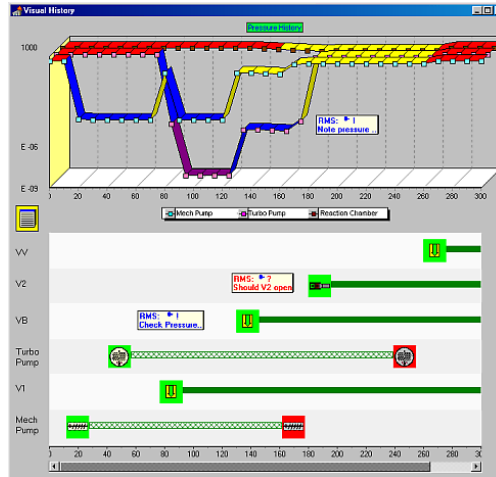 Visual History
Pressure History
1000
E-06
E-09
0 20 40 60 80 100 120 140 160 180 200 220 240 260 280 300
RMS: !
Note pressure ..
Mech Pump Turbo Pump Reaction Chamber
VV
V2
RMS: ?
Should V2 open
VB
RMS: !
Check Pressure..
Turbo
Pump
V1
Mech
Pump
0 20 40 60 80 100 120 140 160 180 200 220 240 260 280 300